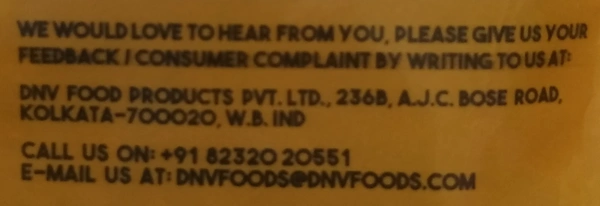 WE WOULD LOVE TO HEAR FROM YOU, PLEASE GIVE US YOUR
FEEDBACK / CONSUMER COMPLAINT BY WRITING TO US AT:
DNV FOOD PRODUCTS PVT. LTD., 236B, A.J.C. BOSE ROAD,
KOLKATA-700020, W.B. IND
CALL US ON: +91 82320 20551
E-MAIL US AT: DNVFOODS@DNVFOODS.COM